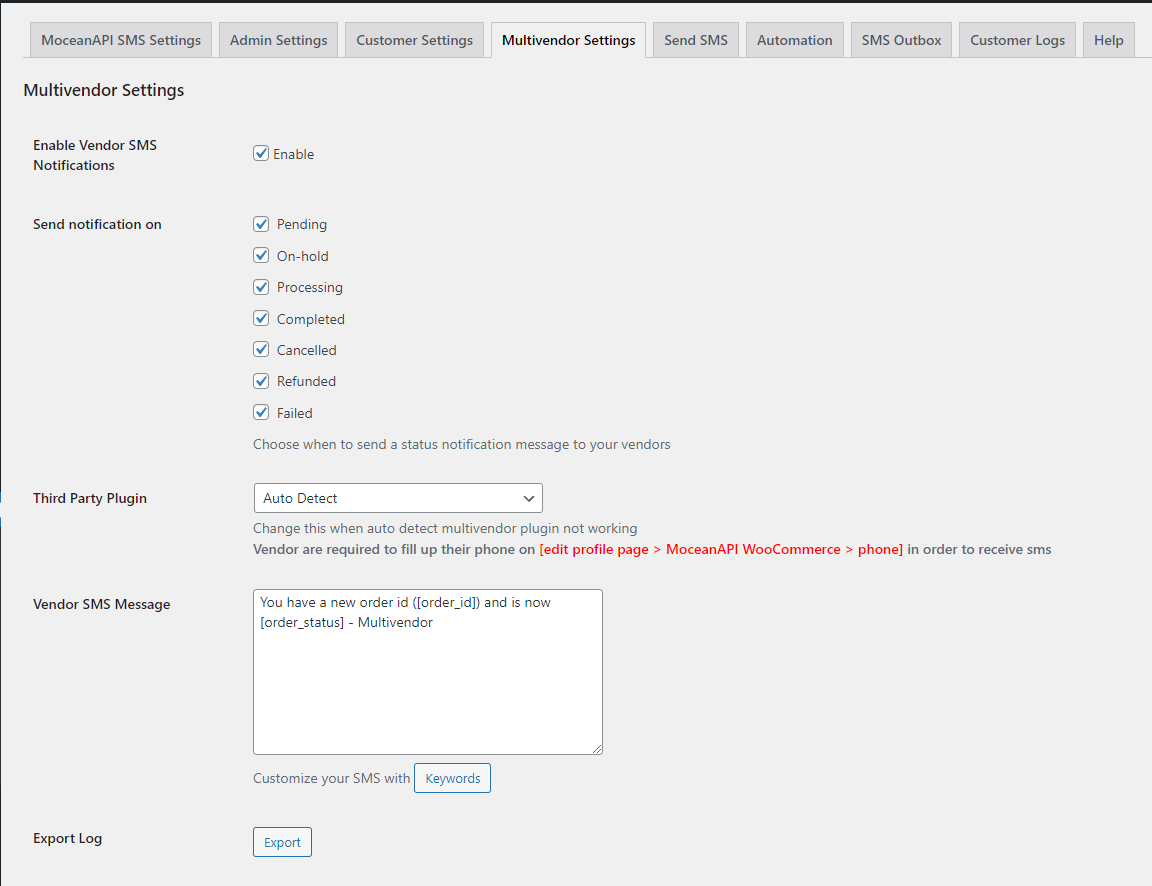 MoceanAPI SMS Settings Admin Settings Customer Settings Multivendor Settings Send SMS Automation SMS Outbox Customer Logs Help
Multivendor Settings
Enable Vendor SMS
Notifications
Enable
Send notification on
Pending
On-hold
Processing
Completed
Cancelled
Refunded
Failed
Choose when to send a status notification message to your vendors
Third Party Plugin
Auto Detect
Change this when auto detect multivendor plugin not working
Vendor are required to fill up their phone on [edit profile page > MoceanAPI WooCommerce > phone] in order to receive sms
Vendor SMS Message
You have a new order id ([order_id]) and is now
[order_status] - Multivendor
Customize your SMS with Keywords
Export Log
Export